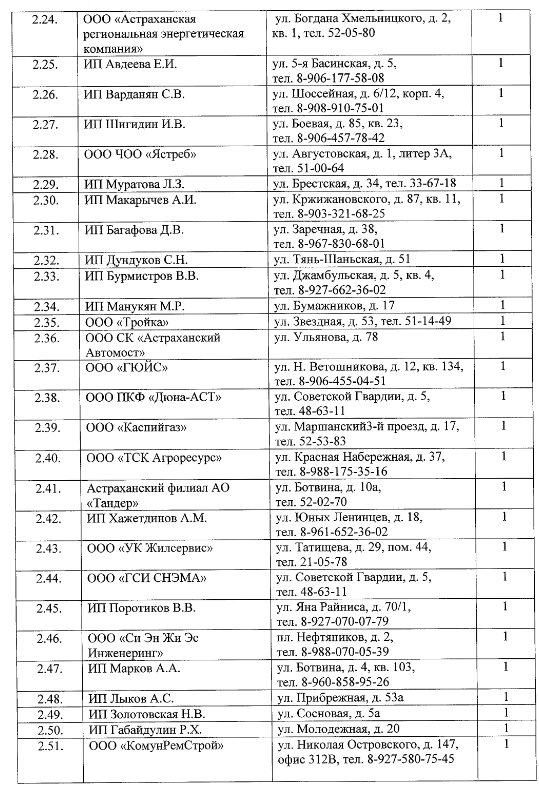 2.24. ООО «Астраханская ул. Богдана Хмельницкого, д. 2, 1
региональная энергетическая кв. 1, тел. 52-05-80
компания»
2.25. ИП Авдеева Е.И. ул. 5-я Басинская, д. 5, 1
тел. 8-906-177-58-08
2.26. ИП Варданян С.В. ул. Шоссейная, д. 6/12, корп. 4, 1
тел. 8-908-910-75-01
2.27. ИП Шигидин И.В. ул. Боевая, д. 85, кв. 23, 1
тел. 8-906-457-78-42
2.28. ООО ЧОО «Ястреб» ул. Августовская, д. 1, литер 3А, 1
тел. 51-00-64
2.29. ИП Муратова Л.З. ул. Брестская, д. 34, тел. 33-67-18 1
2.30. ИП Макарычев А.И. ул. Кржижановского, д. 87, кв. 11, 1
тел. 8-903-321-68-25
2.31. ИП Багафова Д.В. ул. Заречная, д. 38, 1
тел. 8-967-830-68-01
2.32. ИП Дундуков С.Н. ул. Тянь-Шаньская, д. 51 1
2.33. ИП Бурмистров В.В. ул. Джамбульская, д. 5, кв. 4, 1
тел. 8-927-662-36-02
2.34. ИП Манукян М.Р. ул. Бумажников, д. 17 1
2.35. ООО «Тройка» ул. Звездная, д. 53, тел. 51-14-49 1
2.36. ООО СК «Астраханский ул. Ульянова, д. 78 1
Автомост»
2.37. ООО «ГЮЙС» ул. Н. Ветошникова, д. 12, кв. 134, 1
тел. 8-906-455-04-51
2.38. ООО ПКФ «Дюна-АСТ» ул. Советской Гвардии, д. 5, 1
тел. 48-63-11
2.39. ООО «Каспийгаз» ул. Маршанский3-й проезд, д. 17, 1
тел. 52-53-83
2.40. ООО «ТСК Агроресурс» ул. Красная Набережная, д. 37, 1
тел. 8-988-175-35-16
2.41. Астраханский филиал АО ул. Ботвина, д. 10а, 1
«Тандер» тел. 52-02-70
2.42. ИП Хажетдинов А.М. ул. Юных Ленинцев, д. 18, 1
тел. 8-961-652-36-02
2.43. ООО «УК Жилсервис» ул. Татищева, д. 29, пом. 44, 1
тел. 21-05-78
2.44. ООО «ГСИ СНЭМА» ул. Советской Гвардии, д. 5, 1
тел. 48-63-11
2.45. ИП Поротиков В.В. ул. Яна Райниса, д. 70/1, 1
тел. 8-927-070-07-79
2.46. ООО «Си Эн Жи Эс пл. Нефтяников, д. 2, 1
Инженеринг» тел. 8-988-070-05-39
2.47. ИП Марков А.А. ул. Ботвина, д. 4, кв. 103, 1
тел. 8-960-858-95-26
2.48. ИП Лыков А.С. ул. Прибрежная, д. 53а 1
2.49. ИП Золотовская Н.В. ул. Сосновая, д. 5а 1
2.50. ИП Габайдулин Р.Х. ул. Молодежная, д. 20 1
2.51. ООО «КомунРемСтрой» ул. Николая Островского, д. 147, 1
офис 312В, тел. 8-927-580-75-45